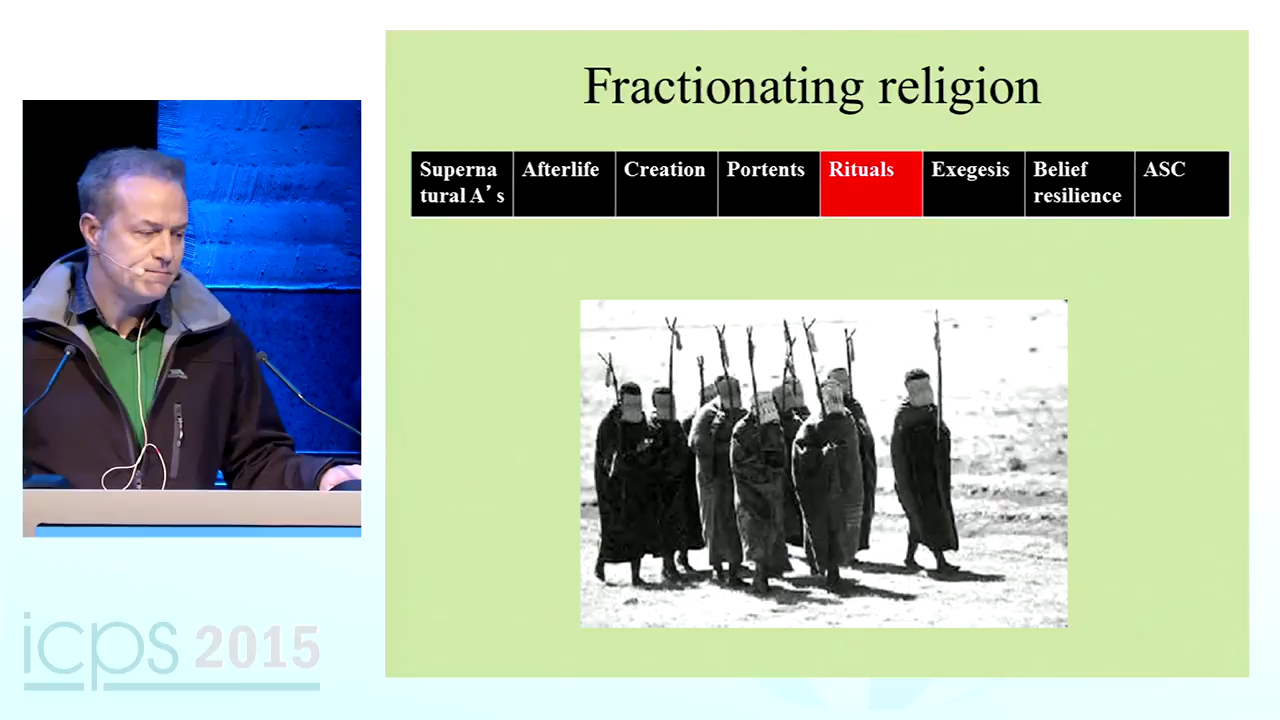 Fractionating religion
Superna
tural A’s
Afterlife
Creation
Portents
Rituals
Exegesis
Belief
resilience
ASC
icps 2015